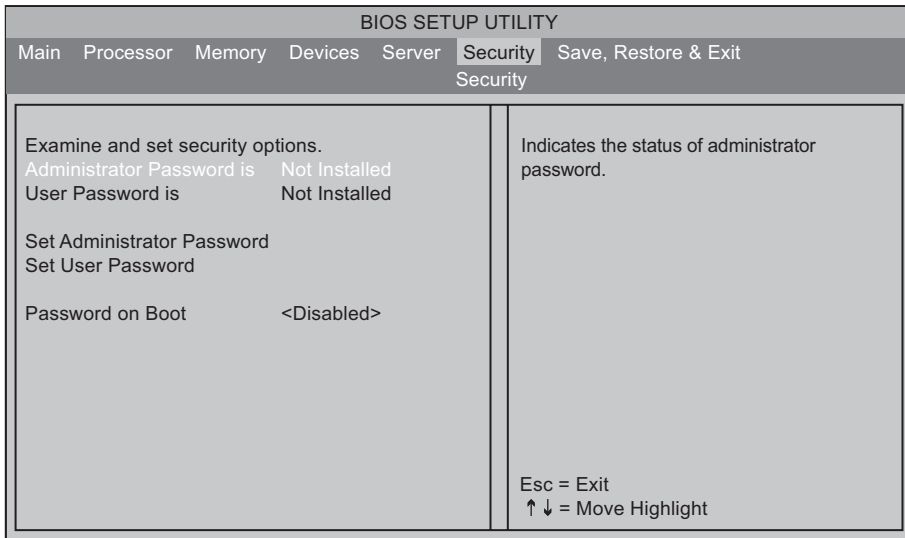 BIOS SETUP UTILITY
Main Processor Memory Devices Server Security Save, Restore & Exit
Security
Examine and set security options.
Administrator Password is Not Installed
User Password is Not Installed
Set Administrator Password
Set User Password
Password on Boot <Disabled>
Indicates the status of administrator
password.
Esc = Exit
↑↓ = Move Highlight